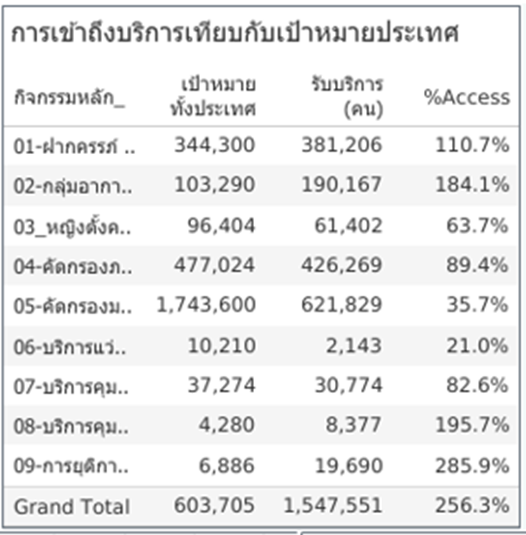 การเข้าถึงบริการเทียบกับเป้าหมายประเทศ
กิจกรรมหลัก_ เป้าหมาย ทั้งประเทศ รับบริการ (คน) %Access
01-ฝากครรภ์ .. 344,300 381,206 110.7%
02-กลุ่มอากา.. 103,290 190,167 184.1%
03_หญิงตั้งค.. 96,404 61,402 63.7%
04-คัดกรองภ.. 477,024 426,269 89.4%
05-คัดกรองม.. 1,743,600 621,829 35.7%
06-บริการแว่.. 10,210 2,143 21.0%
07-บริการคุม.. 37,274 30,774 82.6%
08-บริการคุม.. 4,280 8,377 195.7%
09-การยุติกา.. 6,886 19,690 285.9%
Grand Total 603,705 1,547,551 256.3%